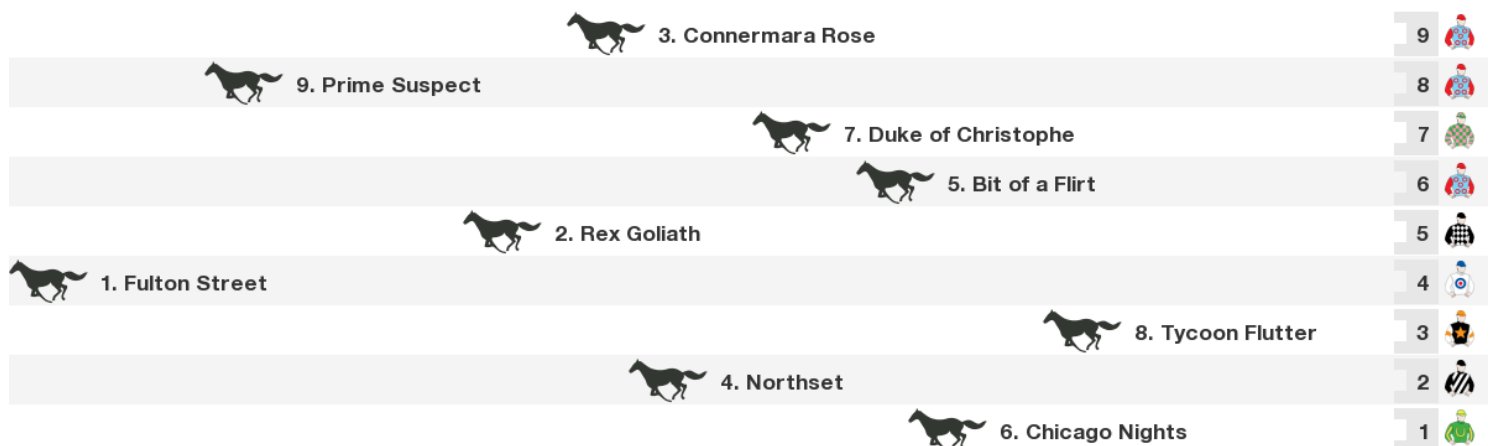 3. Connermara Rose 9
9. Prime Suspect 8
7. Duke of Christophe 7
5. Bit of a Flirt 6
2. Rex Goliath 5
1. Fulton Street 4
8. Tycoon Flutter 3
4. Northset 2
6. Chicago Nights 1